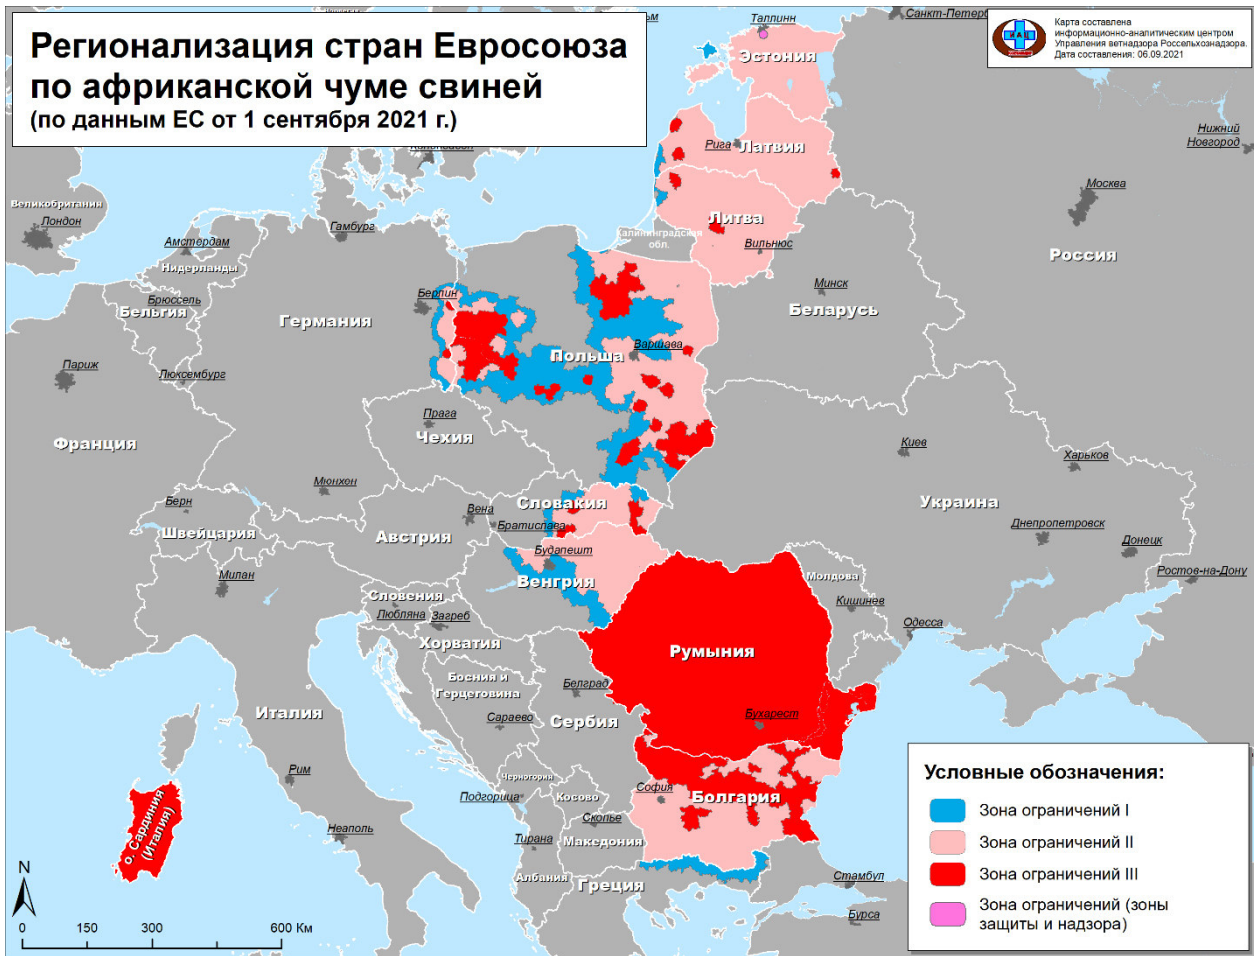 Регионализация стран Евросоюза
по африканской чуме свиней
(по данным ЕС от 1 сентября 2021 г.)
Карта составлена
информационно-аналитическим центром
Управления ветнадзора Россельхознадзора.
Дата составления: 06.09.2021
ИАЦ
Таллинн
Санкт-Петерб
Эстония
Нижний
Новгород
Рига
Латвия
Москва
Великобритания
Лондон
Гамбург
Литва
Калининградская
обл.
Вильнюс
Россия
Амстердам
Нидерланды
Минск
Беларусь
Брюссель
Бельгия
Берлин
Германия
Польша
Варшава
Париж
Люксембург
Прага
Чехия
Франция
Киев
Харьков
Мюнхен
Берн
Словакия
Украина
Вена
Братислава
Днепропетровск
Швейцария
Австрия
Донецк
Будапешт
Венгрия
Милан
Молдова
Ростов-на-Дону
Словения
Кишинев
Любляна
Загреб
Одесса
Хорватия
Румыния
Босния и
Герцеговина
Белград
Италия
Сараево
Сербия
Бухарест
Рим
Черногория
София
Болгария
Подгорица
Косово
Скопье
о. Сардиния
(Италия)
Неаполь
Тирана
Македония
Албания
Греция
Стамбул
Бурса
Условные обозначения:
Зона ограничений I
Зона ограничений II
Зона ограничений III
Зона ограничений (зоны
защиты и надзора)
N
0 150 300 600 Км